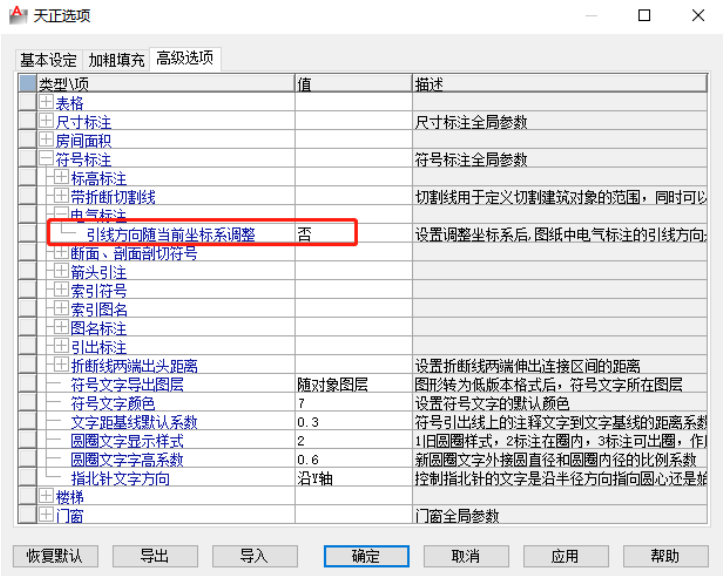 天正选项
基本设定 加粗填充 高级选项
类型\项 值 描述
表格
尺寸标注 尺寸标注全局参数
房间面积
符号标注 符号标注全局参数
标高标注
带折断切割线 切割线用于定义切割建筑对象的范围，同时可以
电气标注
引线方向随当前坐标系调整 否 设置调整坐标系后,图纸中电气标注的引线方向
断面、剖面剖切符号
箭头引注
索引符号
索引图名
图名标注
引出标注
折断线两端出头距离 设置折断线两端伸出连接区间的距离
符号文字导出图层 随对象图层 图形转为低版本格式后，符号文字所在图层
符号文字颜色 7 设置符号文字的默认颜色
文字距基线默认系数 0.3 符号引出线上的注释文字到文字基线的距离系数
圆圈文字显示样式 2 1旧圆圈样式，2标注在圈内，3标注可出圈，作
圆圈文字字高系数 0.6 新圆圈文字外接圆直径和圆圈内径的比例系数
指北针文字方向 沿Y轴 控制指北针的文字是沿半径方向指向圆心还是始
楼梯
门窗 门窗全局参数
恢复默认 导出 导入 确定 取消 应用 帮助